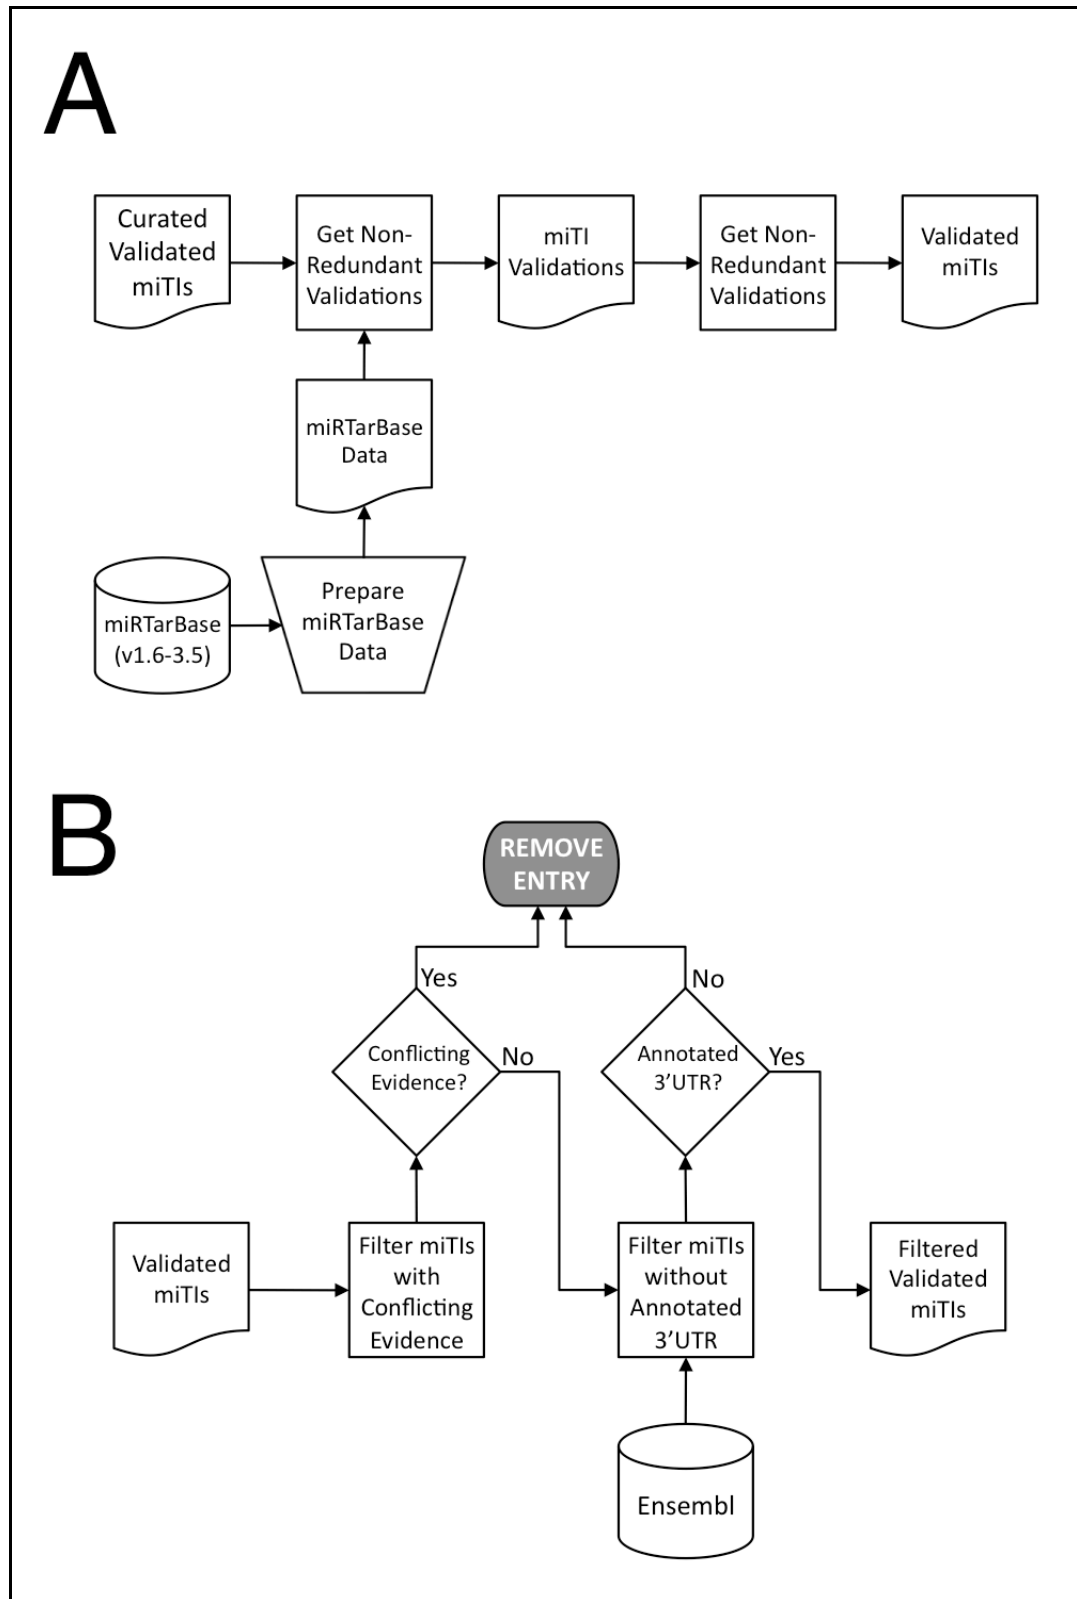 A
Curated
Validated
miTIs
Get Non-
Redundant
Validations
miTI
Validations
Get Non-
Redundant
Validations
Validated
miTIs
miRTarBase
Data
miRTarBase
(v1.6-3.5)
Prepare
miRTarBase
Data
B
REMOVE
ENTRY
Yes
No
Conflicting
Evidence?
No
Annotated
3'UTR?
Yes
Validated
miTIs
Filter miTIs
with
Conflicting
Evidence
Filter miTIs
without
Annotated
3'UTR
Filtered
Validated
miTIs
Ensembl